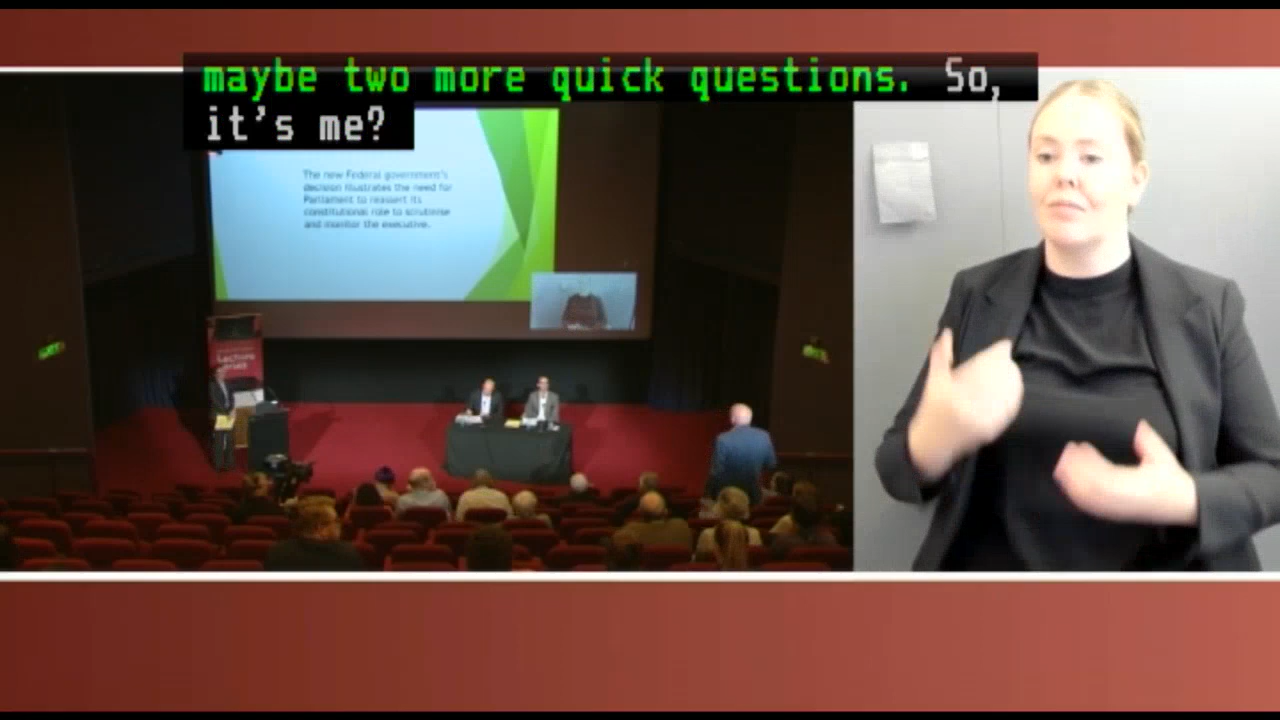 maybe two more quick questions. So,
it's me?
The new Federal government's
decision illustrates the need for
Parliament to reassert its
constitutional role to scrutinise
and monitor the executive.
Lecture